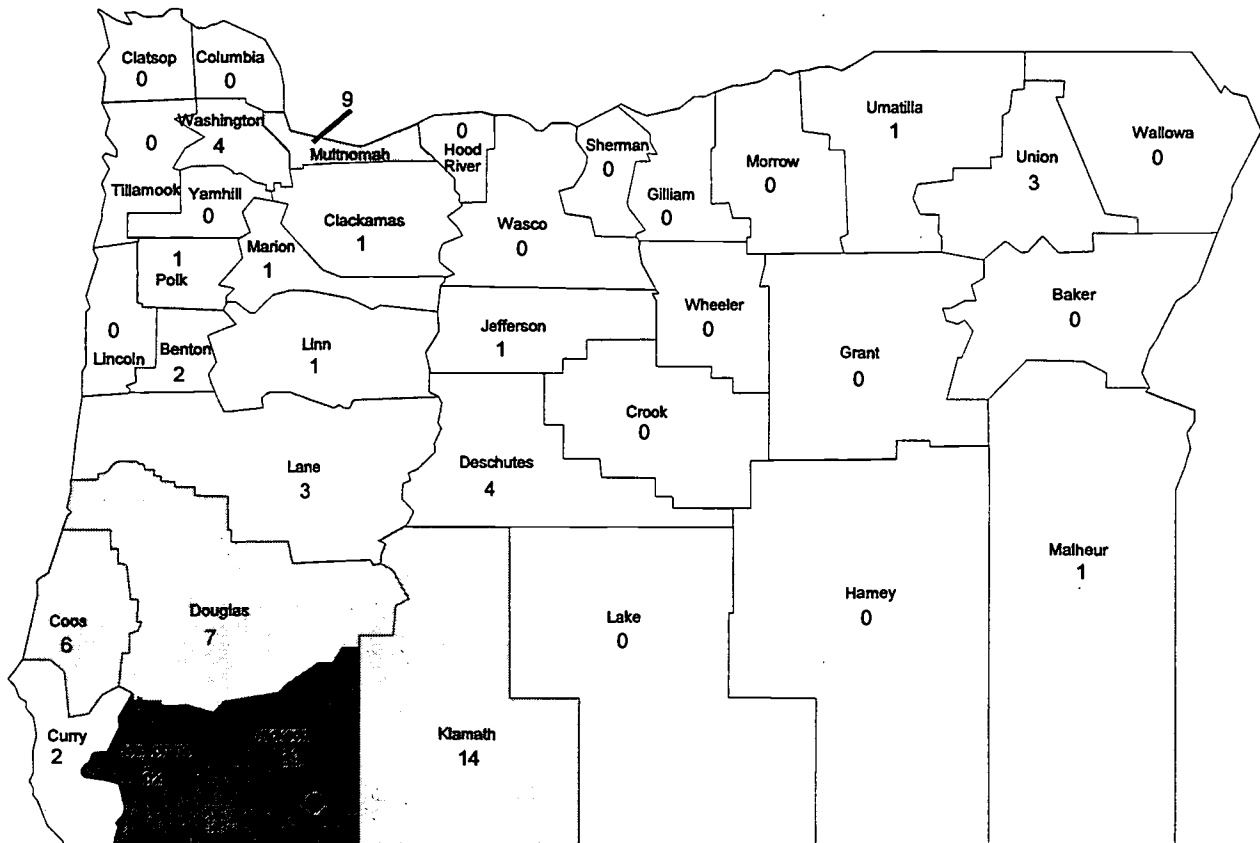 Clatsop
0
Columbia
0
9
Washington
4
Multnomah
0
Hood
River
0
Tillamook
Yamhill
0
Clackamas
1
Wasco
0
Sherman
0
Gilliam
0
Morrow
0
Umatilla
1
Union
3
Wallowa
0
1
Polk
Marion
1
0
Lincoln
Benton
2
Linn
1
Jefferson
1
Wheeler
0
Grant
0
Baker
0
Crook
0
Lane
3
Deschutes
4
Malheur
1
Coos
6
Douglas
7
Lake
0
Harney
0
Curry
2
Klamath
14